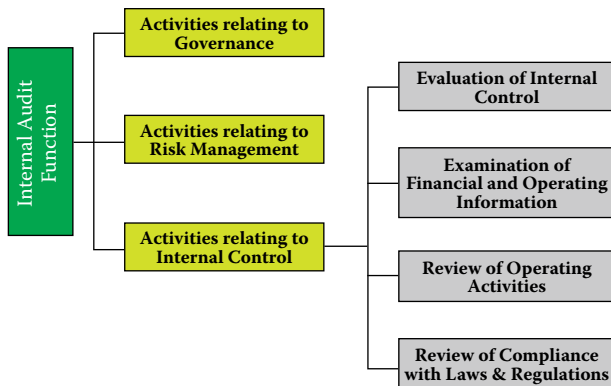 Internal Audit
Function
Activities relating to
Governance
Activities relating to
Risk Management
Activities relating to
Internal Control
Evaluation of Internal
Control
Examination of
Financial and Operating
Information
Review of Operating
Activities
Review of Compliance
with Laws & Regulations